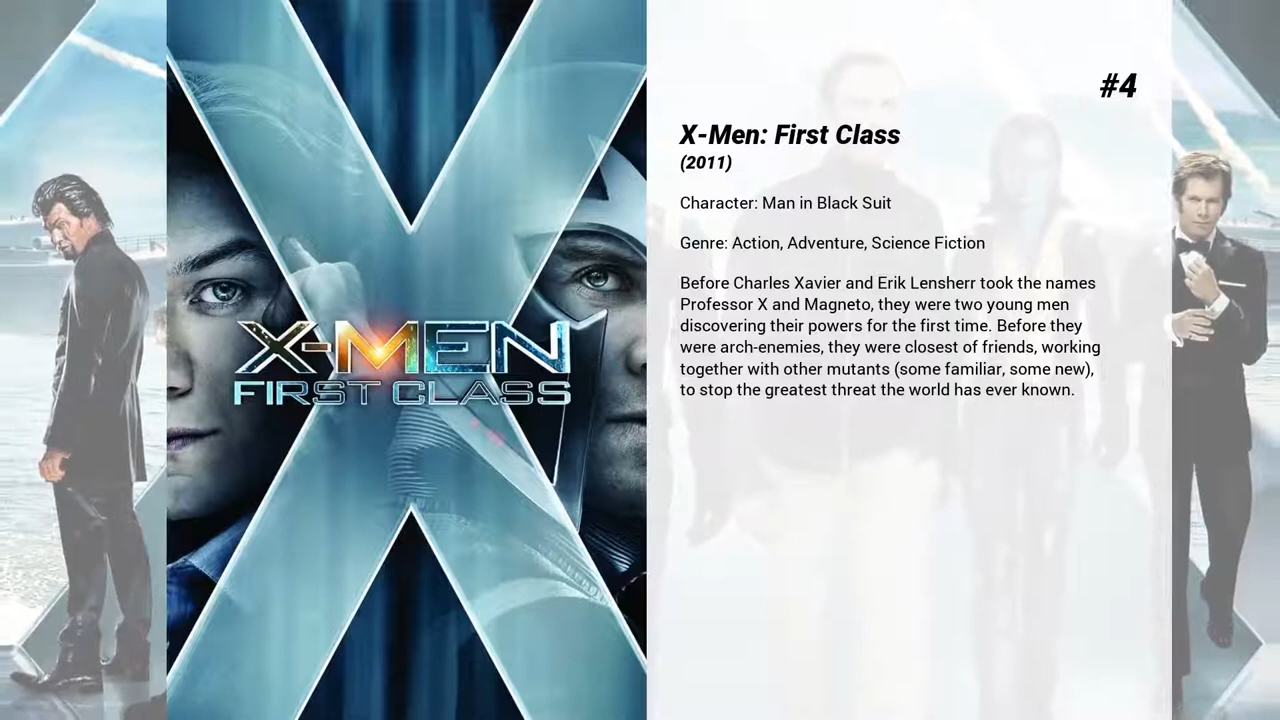 #4
X-Men: First Class
(2011)
Character: Man in Black Suit
Genre: Action, Adventure, Science Fiction
Before Charles Xavier and Erik Lensherr took the names
Professor X and Magneto, they were two young men
discovering their powers for the first time. Before they
were arch-enemies, they were closest of friends, working
together with other mutants (some familiar, some new),
to stop the greatest threat the world has ever known.
X-MEN
FIRST CLASS